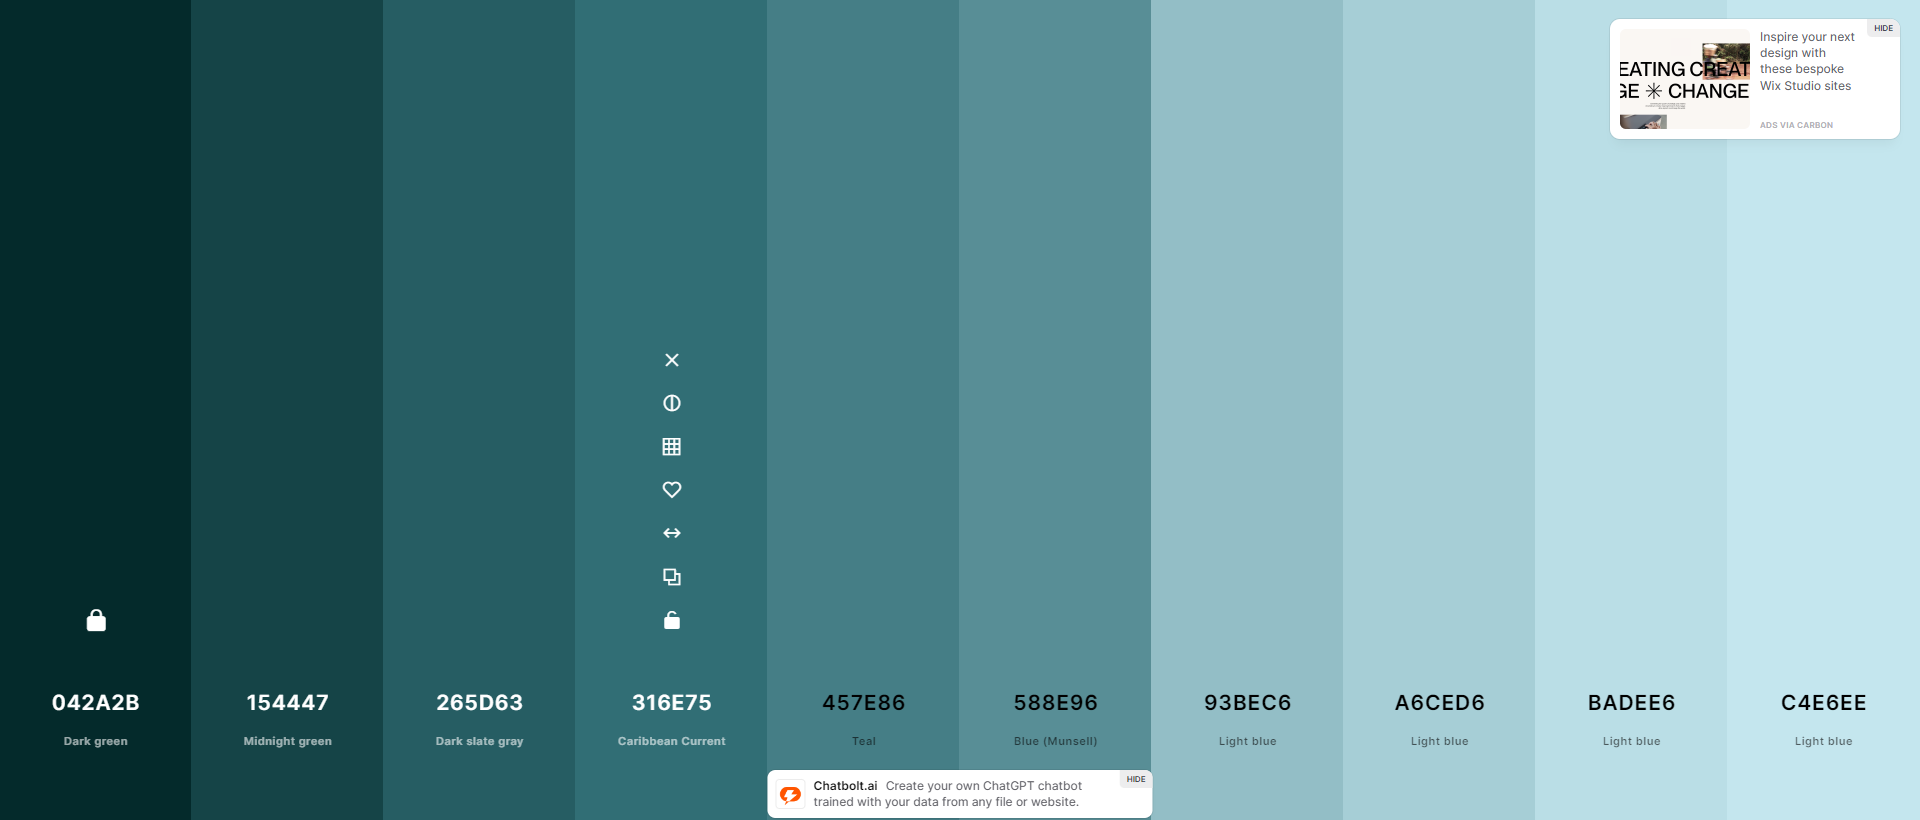 HIDE
Inspire your next
design with
these bespoke
Wix Studio sites
ADS VIA CARBON
EATING CREAT
GE ✳ CHANGE
042A2B
154447
265D63
316E75
457E86
588E96
93BEC6
A6CED6
BADEE6
C4E6EE
Dark green
Midnight green
Dark slate gray
Caribbean Current
Teal
Blue (Munsell)
Light blue
Light blue
Light blue
Light blue
HIDE
Chatbolt.ai Create your own ChatGPT chatbot
trained with your data from any file or website.